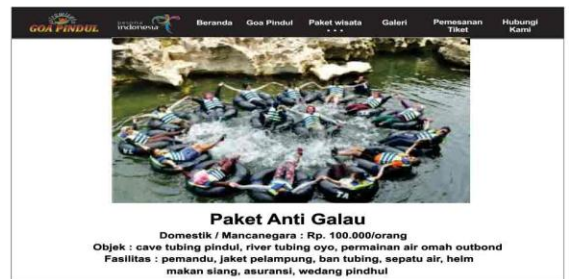 GOA PINDUL
pesona
indonesia
Beranda
Goa Pindul
Paket wisata
Galeri
Pemesanan
Tiket
Hubungi
Kami
Paket Anti Galau
Domestik / Mancanegara : Rp. 100.000/orang
Objek : cave tubing pindul, river tubing oyo, permainan air omah outbond
Fasilitas : pemandu, jaket pelampung, ban tubing, sepatu air, helm
makan siang, asuransi, wedang pindhul